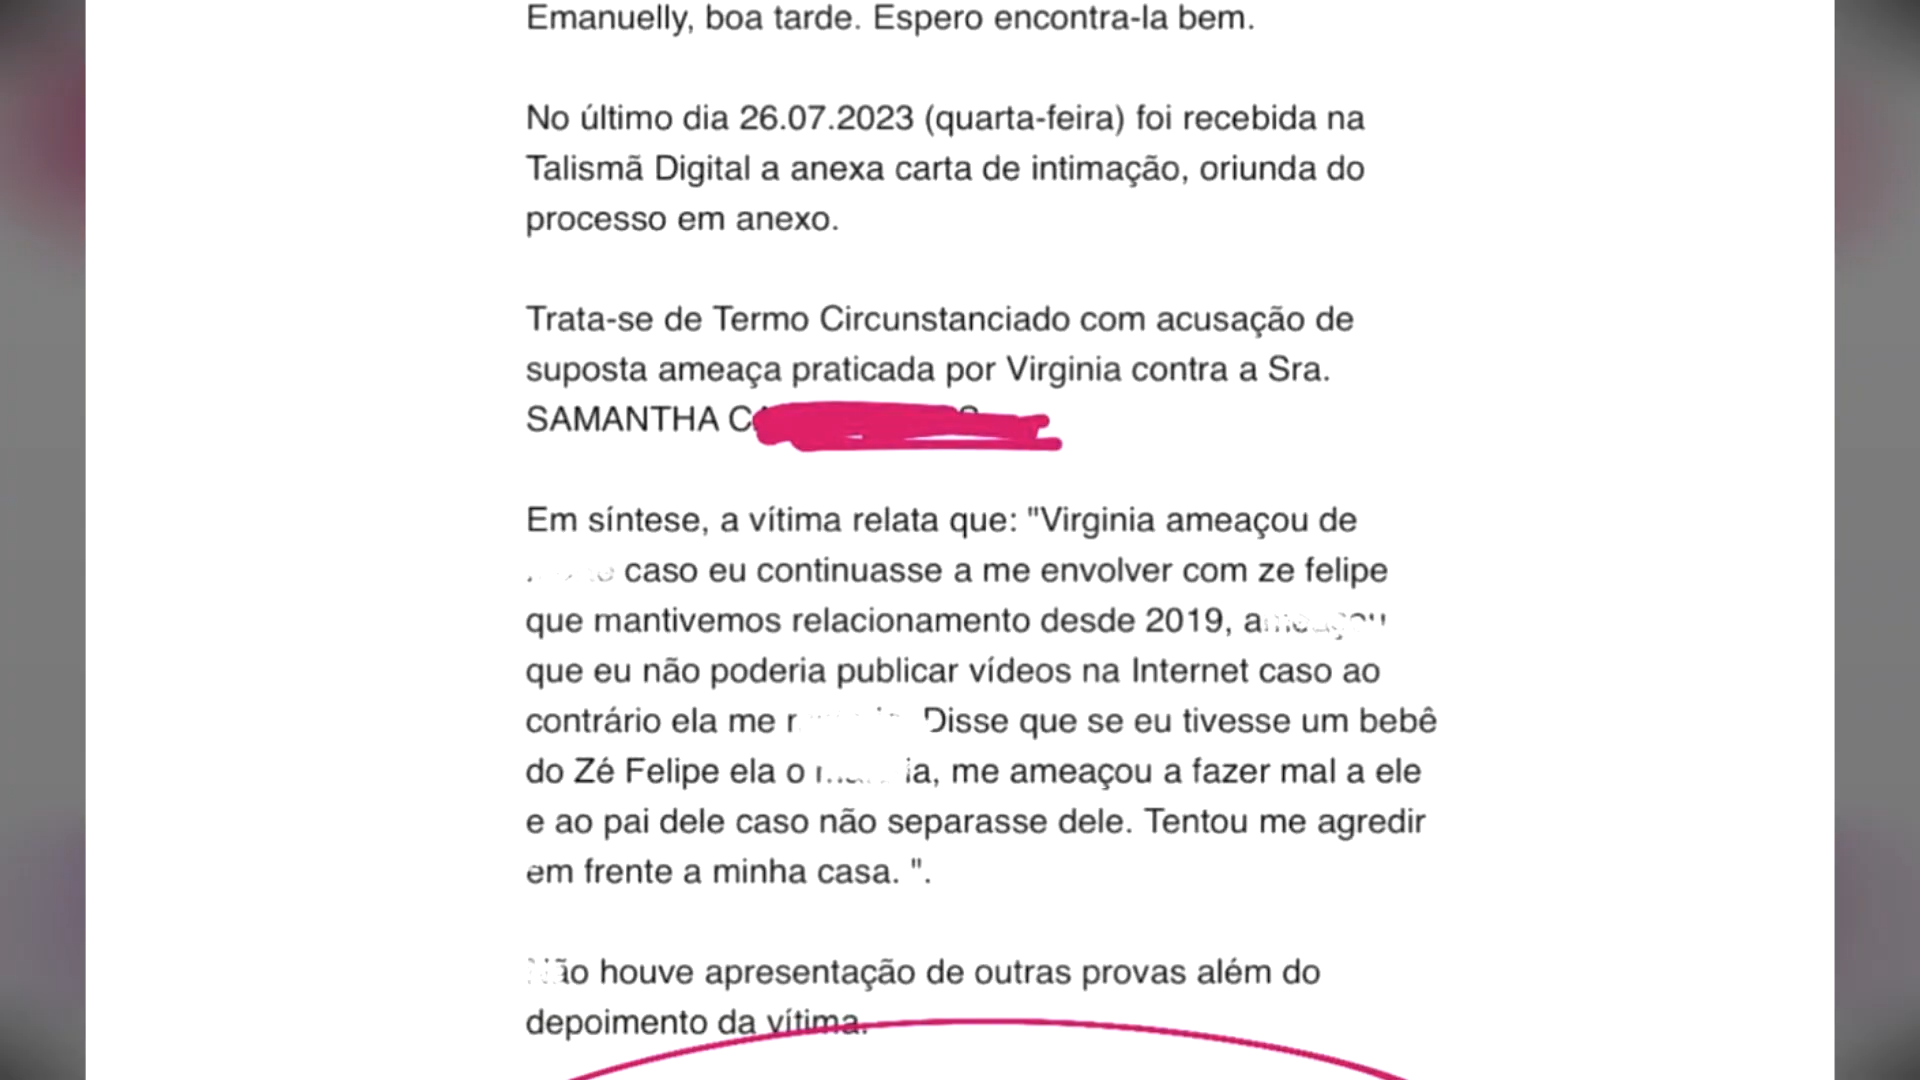 Emanuelly, boa tarde. Espero encontra-la bem.
No último dia 26.07.2023 (quarta-feira) foi recebida na
Talismã Digital a anexa carta de intimação, oriunda do
processo em anexo.
Trata-se de Termo Circunstanciado com acusação de
suposta ameaça praticada por Virginia contra a Sra.
SAMANTHA
Em síntese, a vítima relata que: "Virginia ameaçou de
caso eu continuasse a me envolver com ze felipe
que mantivemos relacionamento desde 2019, ameaçou
que eu não poderia publicar vídeos na Internet caso ao
contrário ela me Disse que se eu tivesse um bebê
do Zé Felipe ela o me ameaçou a fazer mal a ele
e ao pai dele caso não separasse dele. Tentou me agredir
em frente a minha casa. ".
Não houve apresentação de outras provas além do
depoimento da vítima.